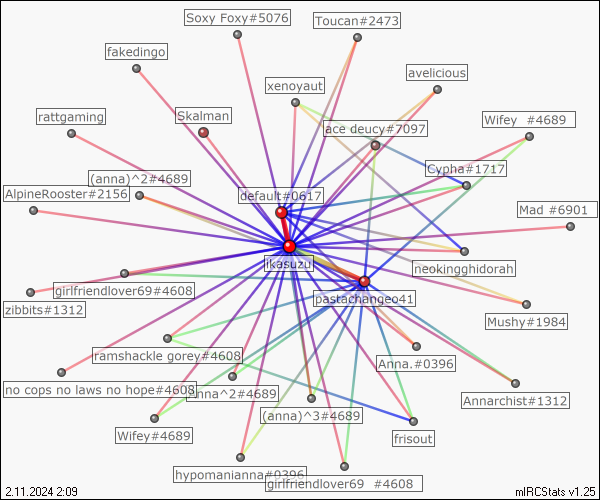 Soxy Foxy#5076
Toucan#2473
fakedingo
avelicious
xenoyaut
rattgaming
Skalman
Wifey  #4689
ace deucy#7097
Cypha#1717
(anna)^2#4689
AlpineRooster#2156
default#0617
Mad #6901
ikasuzu
neokingghidorah
girlfriendlover69#4608
pastachangeo41
zibbits#1312
Mushy#1984
ramshackle gorey#4608
Anna.#0396
no cops no laws no hope#4608
Anna^2#4689
Annarchist#1312
(anna)^3#4689
Wifey#4689
frisout
hypomanianna#0396
girlfriendlover69  #4608
2.11.2024 2:09
mIRCStats v1.25